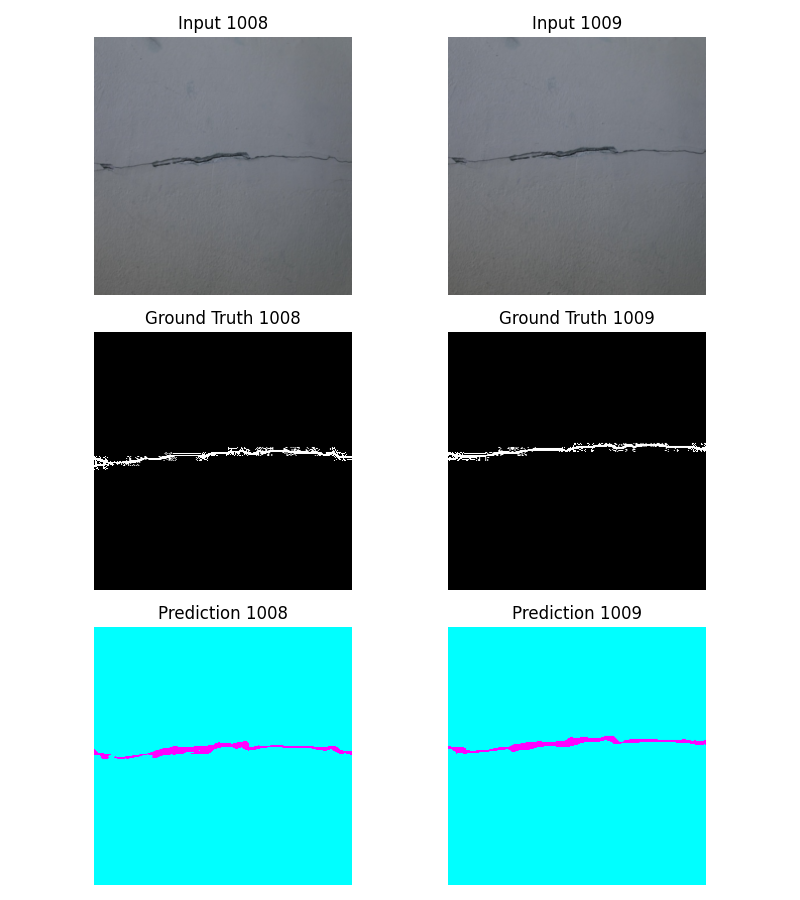 Input 1008
Input 1009
Ground Truth 1008
Ground Truth 1009
Prediction 1008
Prediction 1009